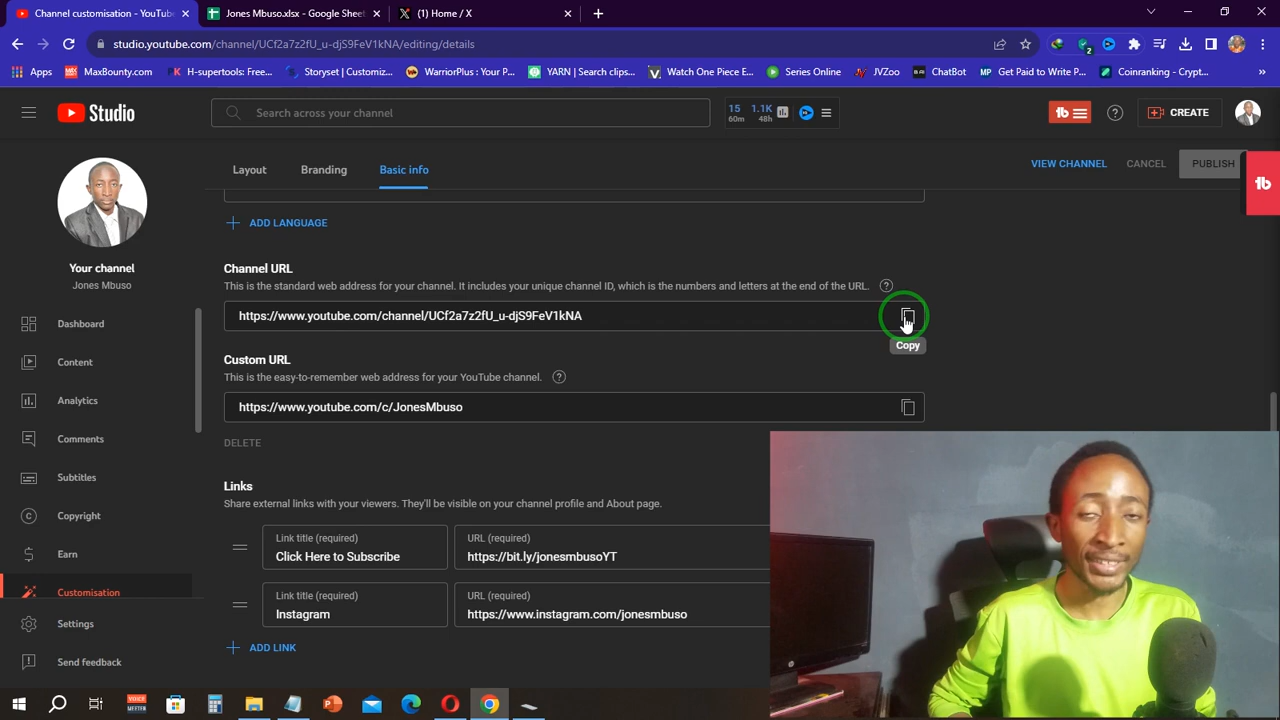 Channel customisation - YouTub
Jones Mbuso.xlsx - Google Sheet
(1) Home / X
studio.youtube.com/channel/UCf2a7z2fU_u-djS9FeV1kNA/editing/details
2
Apps
MaxBounty.com
H-supertools: Free...
Storyset | Customiz...
WarriorPlus : Your P...
YARN | Search clips...
Watch One Piece E...
Series Online
JVZoo
ChatBot
MP Get Paid to Write P...
Coinranking - Crypt...
»
Studio
Search across your channel
15 1.1K
60m 48h
tb
CREATE
Layout
Branding
Basic info
VIEW CHANNEL
CANCEL
PUBLISH
tb
ADD LANGUAGE
Your channel
Jones Mbuso
Channel URL
This is the standard web address for your channel. It includes your unique channel ID, which is the numbers and letters at the end of the URL.
https://www.youtube.com/channel/UCf2a7z2fU_u-djS9FeV1kNA
Copy
Custom URL
This is the easy-to-remember web address for your YouTube channel.
https://www.youtube.com/c/JonesMbuso
DELETE
Links
Share external links with your viewers. They'll be visible on your channel profile and About page.
Link title (required)
Click Here to Subscribe
URL (required)
https://bit.ly/jonesmbusoYT
Link title (required)
Instagram
URL (required)
https://www.instagram.com/jonesmbuso
ADD LINK
Dashboard
Content
Analytics
Comments
Subtitles
Copyright
Earn
Customisation
Settings
Send feedback